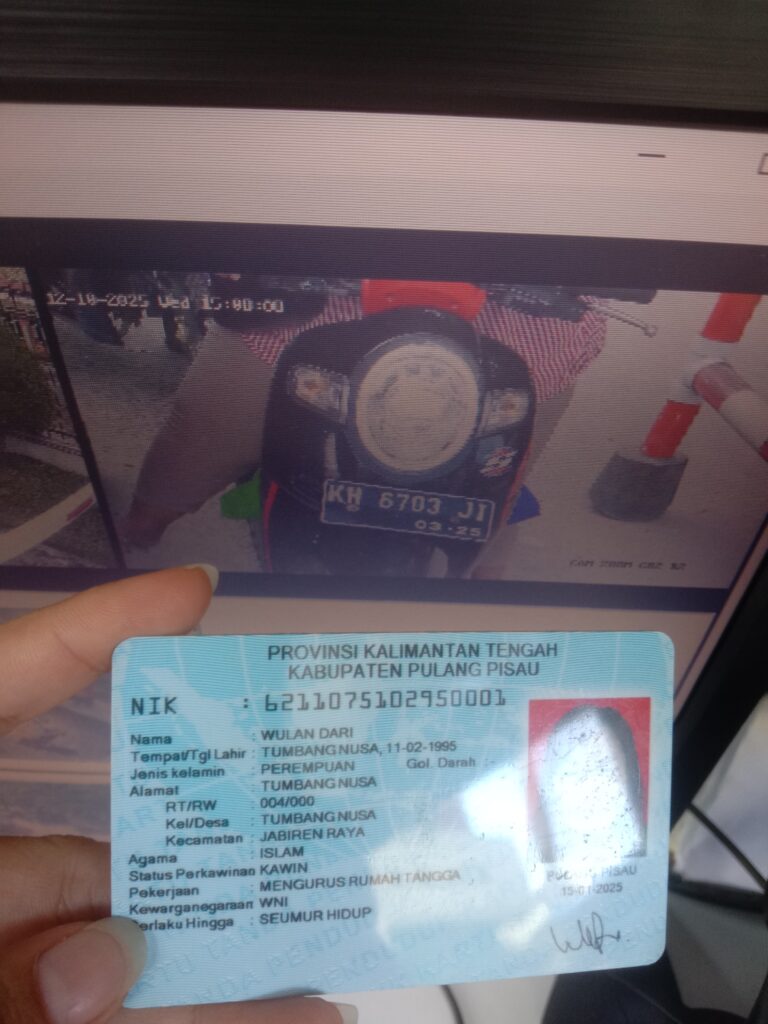 12-10-2025 Wed 15:00:00
KH 6703 JI
03·25
PROVINSI KALIMANTAN TENGAH
KABUPATEN PULANG PISAU
NIK : 6211075102950001
Nama : WULAN DARI
Tempat/Tgl Lahir : TUMBANG NUSA, 11-02-1995
Jenis kelamin : PEREMPUAN Gol. Darah : -
Alamat : TUMBANG NUSA
RT/RW : 004/000
Kel/Desa : TUMBANG NUSA
Kecamatan : JABIREN RAYA
Agama : ISLAM
Status Perkawinan: KAWIN
Pekerjaan : MENGURUS RUMAH TANGGA
Kewarganegaraan: WNI
Berlaku Hingga : SEUMUR HIDUP
PULANG PISAU
15-01-2025